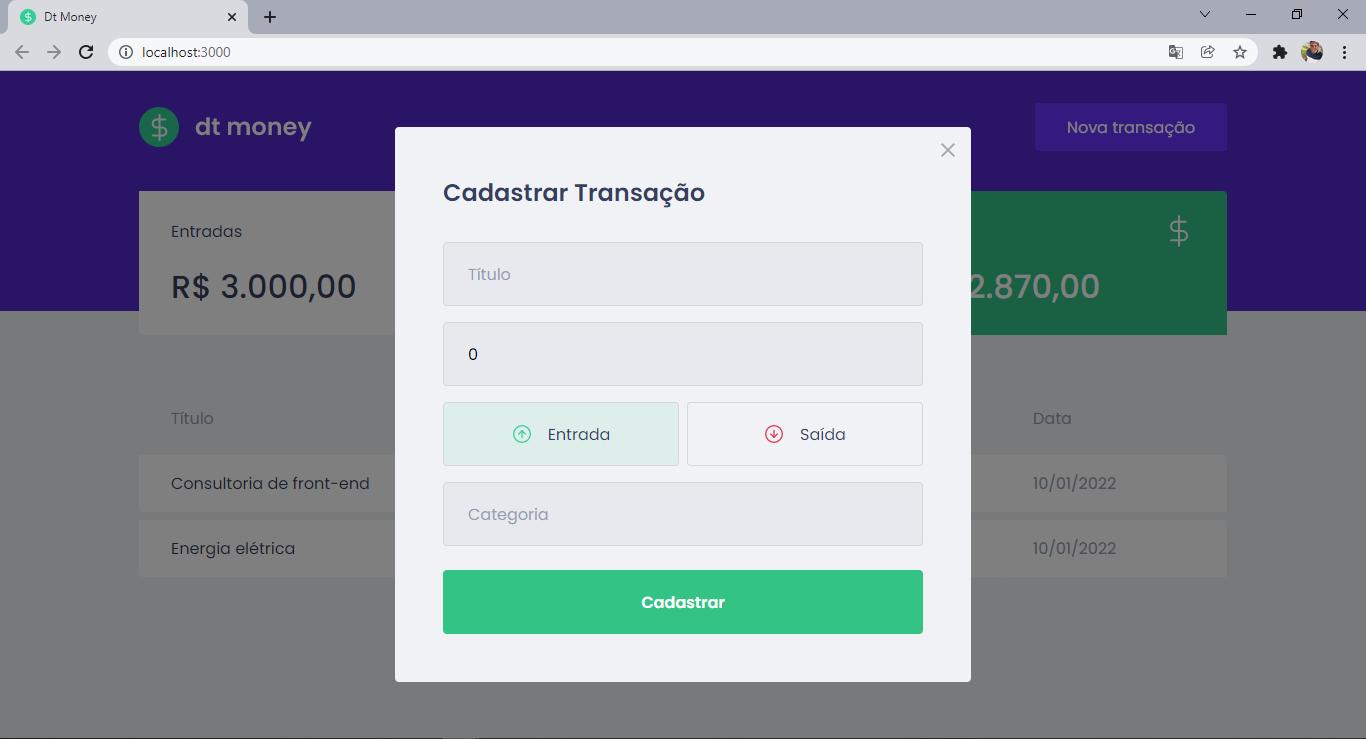 Dt Money
localhost:3000
dt money
Nova transação
Cadastrar Transação
Entradas
R$ 3.000,00
2.870,00
Título
0
Entrada
Saída
Categoria
Cadastrar
Título
Data
Consultoria de front-end
10/01/2022
Energia elétrica
10/01/2022